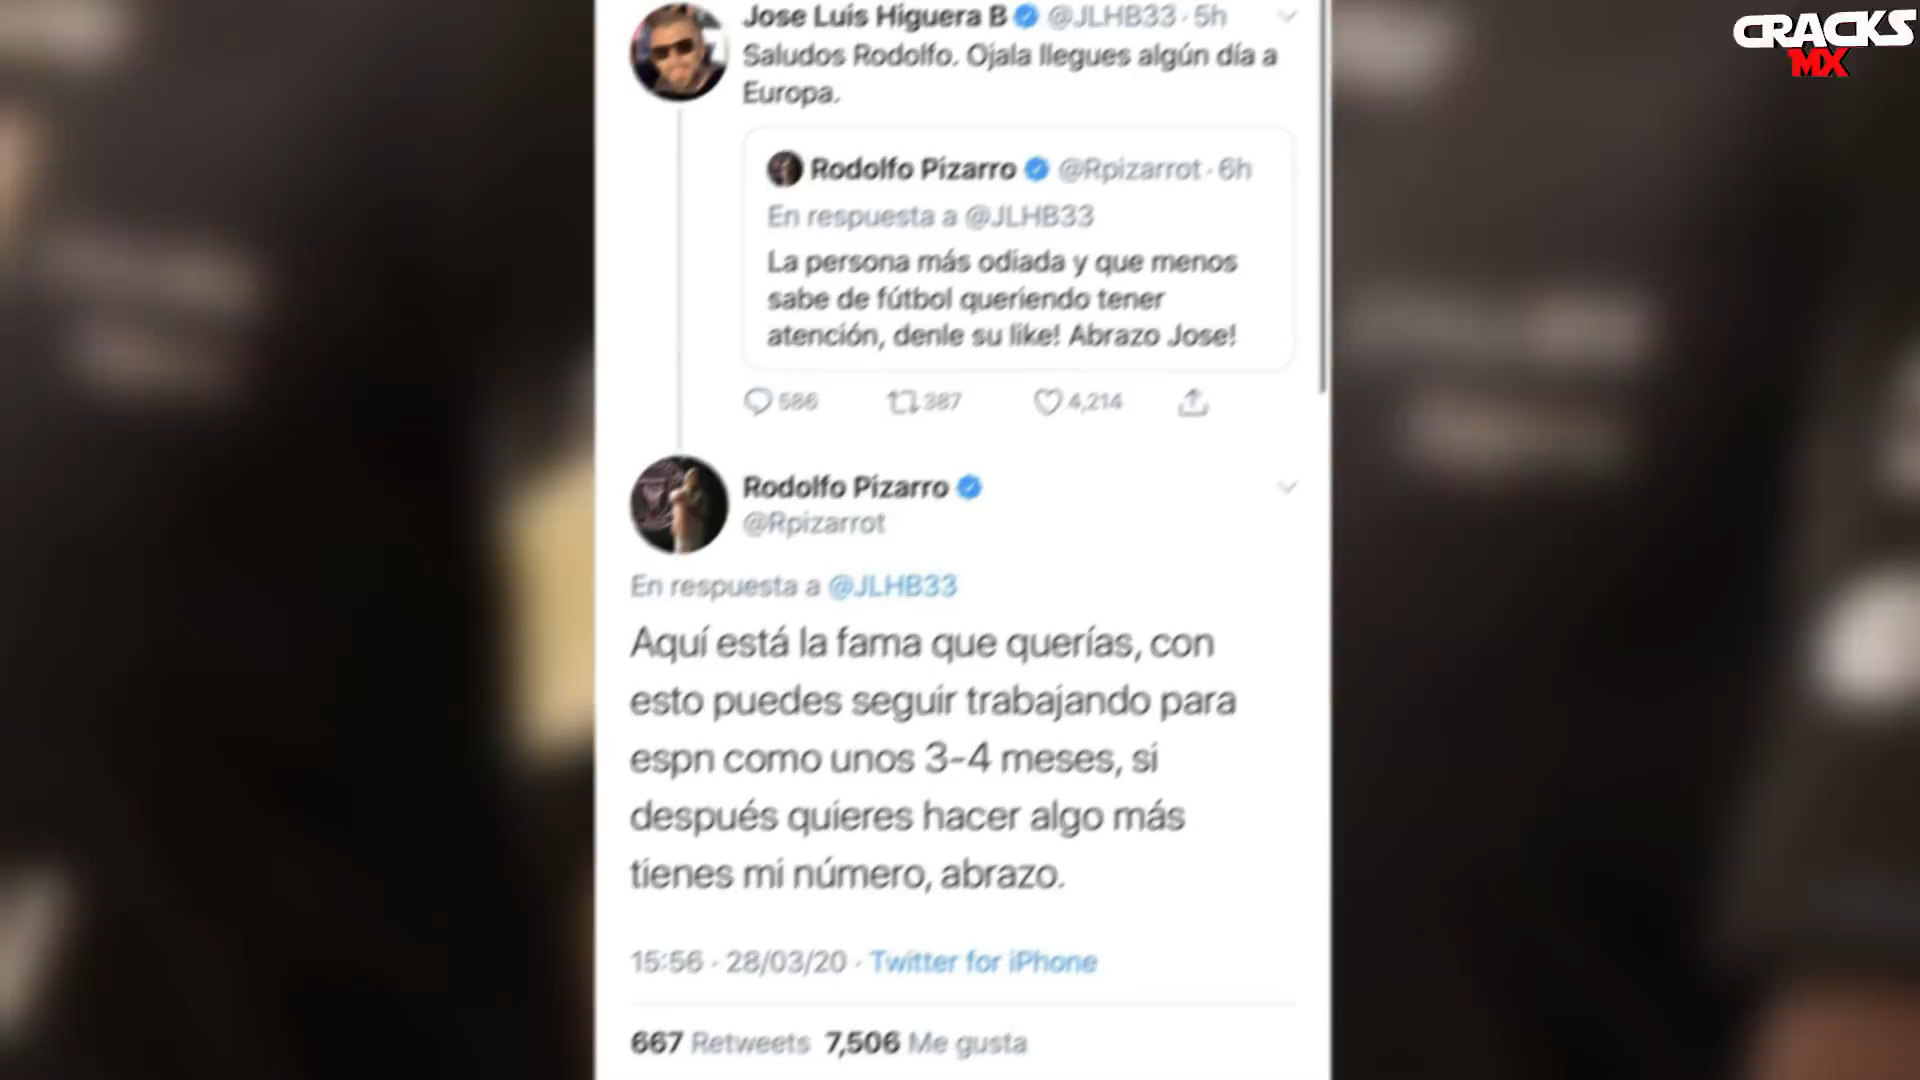 CRACKS
MX
Jose Luis Higuera B @JLHB33 · 5h
Saludos Rodolfo. Ojala llegues algún día a
Europa.
Rodolfo Pizarro @Rpizarrot · 6h
En respuesta a @JLHB33
La persona más odiada y que menos
sabe de fútbol queriendo tener
atención, denle su like! Abrazo Jose!
586 387 4,214
Rodolfo Pizarro
@Rpizarrot
En respuesta a @JLHB33
Aquí está la fama que querías, con
esto puedes seguir trabajando para
espn como unos 3-4 meses, si
después quieres hacer algo más
tienes mi número, abrazo.
15:56 · 28/03/20 · Twitter for iPhone
667 Retweets 7,506 Me gusta